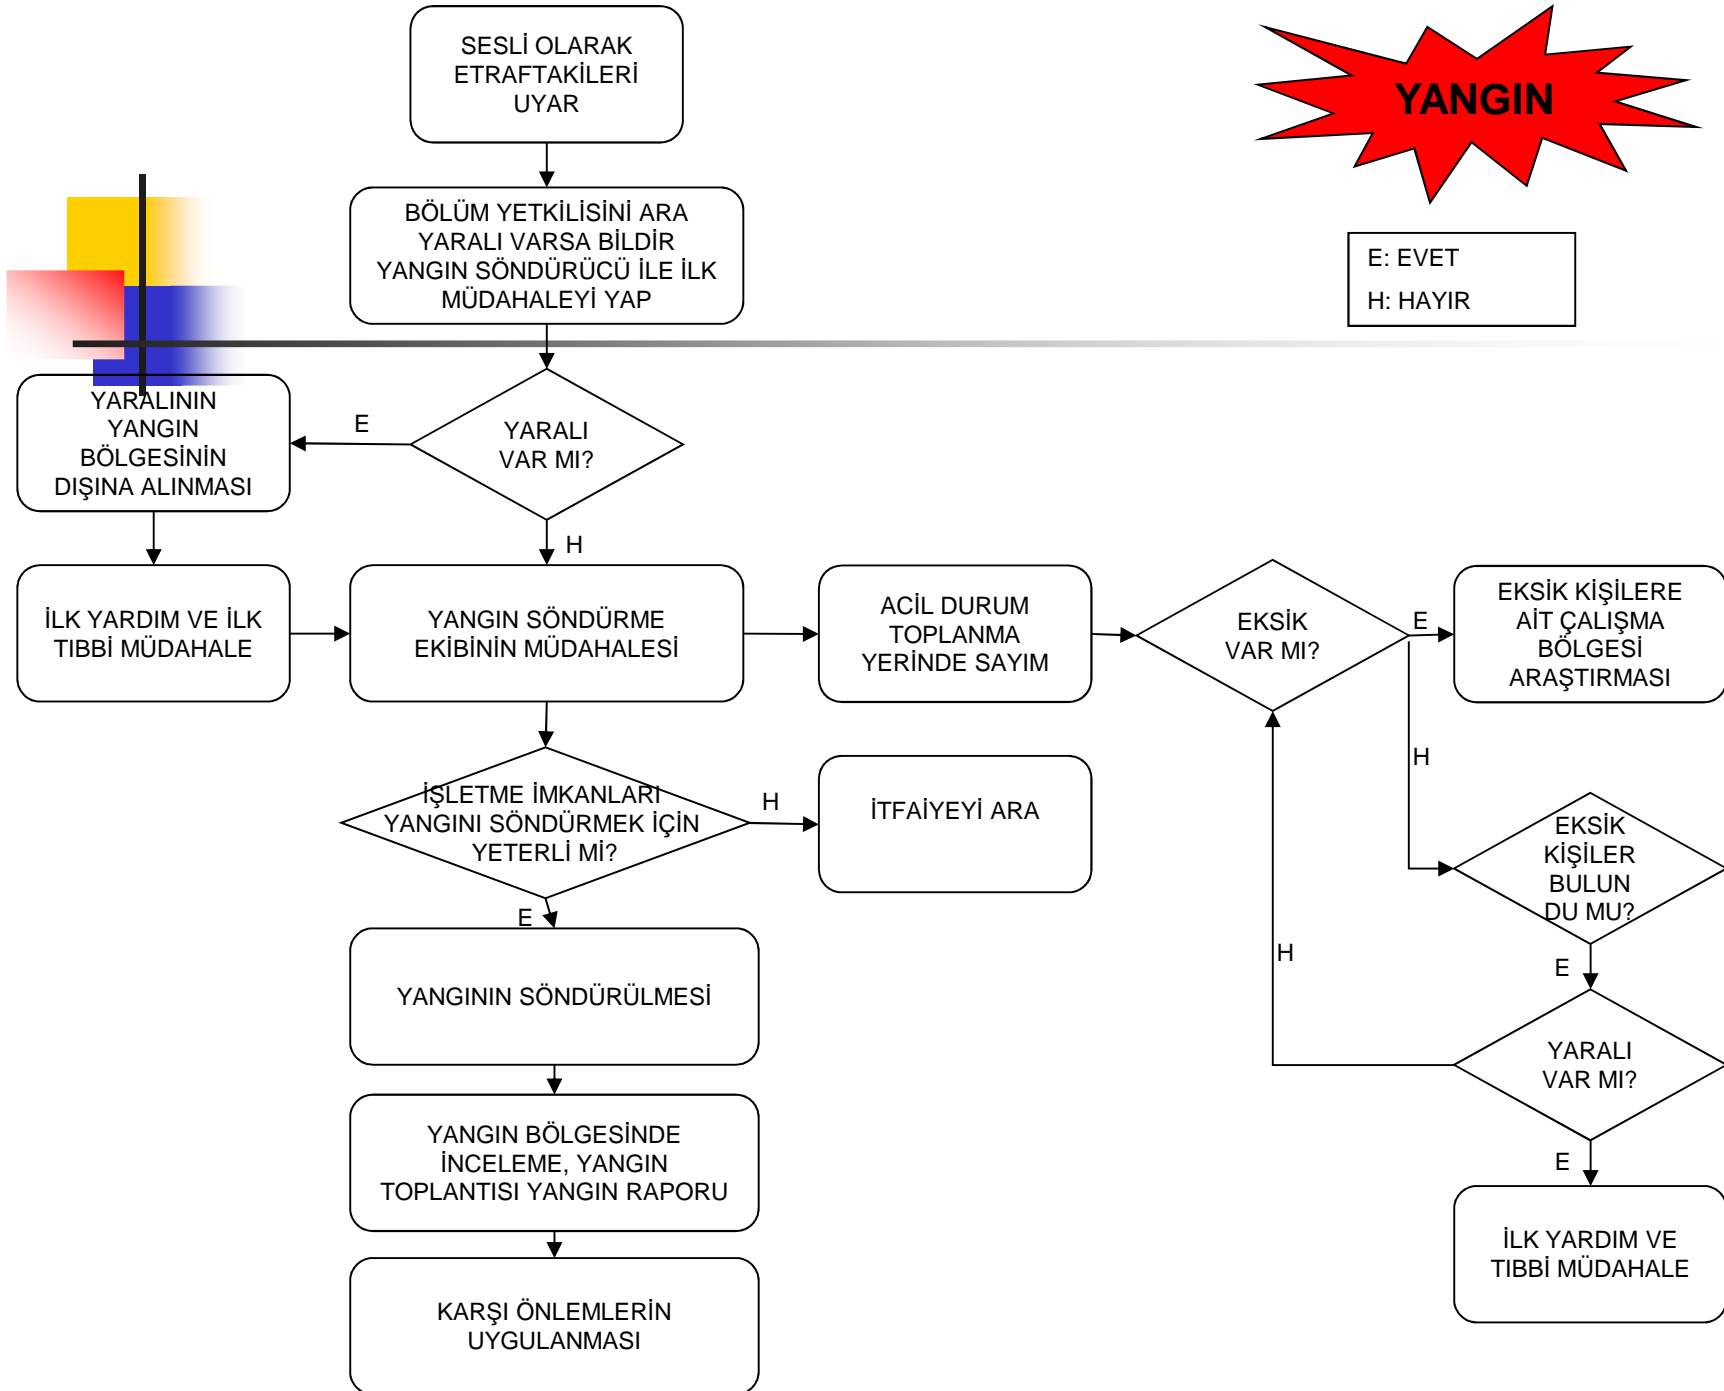 SESLİ OLARAK
ETRAFTAKİLERİ
UYAR
YANGIN
BÖLÜM YETKİLİSİNİ ARA
YARALI VARSA BİLDİR
YANGIN SÖNDÜRÜCÜ İLE İLK
MÜDAHALEYİ YAP
E: EVET
H: HAYIR
YARALININ
YANGIN
BÖLGESİNİN
DIŞINA ALINMASI
E
YARALI
VAR MI?
H
İLK YARDIM VE İLK
TIBBİ MÜDAHALE
YANGIN SÖNDÜRME
EKİBİNİN MÜDAHALESİ
ACİL DURUM
TOPLANMA
YERİNDE SAYIM
EKSİK
VAR MI?
E
EKSİK KİŞİLERE
AİT ÇALIŞMA
BÖLGESİ
ARAŞTIRMASI
H
İŞLETME İMKANLARI
YANGINI SÖNDÜRMEK İÇİN
YETERLİ Mİ?
H
İTFAİYEYİ ARA
EKSİK
KİŞİLER
BULUN
DU MU?
E
YANGININ SÖNDÜRÜLMESİ
H
E
YARALI
VAR MI?
YANGIN BÖLGESİNDE
İNCELEME, YANGIN
TOPLANTISI YANGIN RAPORU
E
İLK YARDIM VE
TIBBİ MÜDAHALE
KARŞI ÖNLEMLERİN
UYGULANMASI